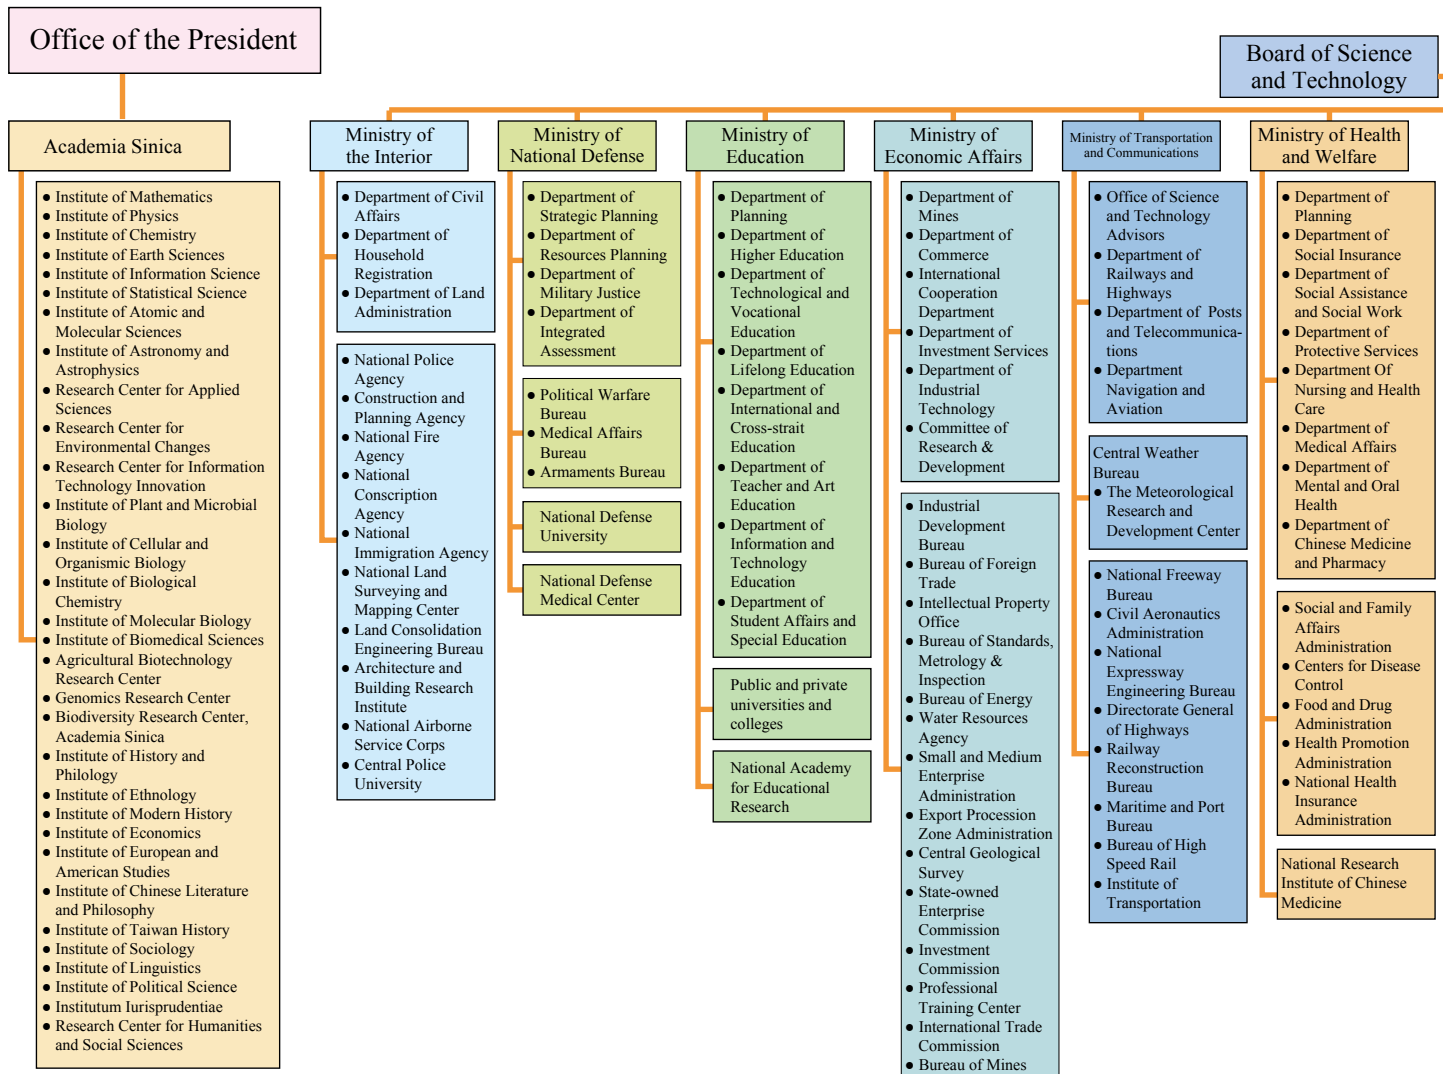 Office of the President
Board of Science
and Technology
Academia Sinica
● Institute of Mathematics
● Institute of Physics
● Institute of Chemistry
● Institute of Earth Sciences
● Institute of Information Science
● Institute of Statistical Science
● Institute of Atomic and
Molecular Sciences
● Institute of Astronomy and
Astrophysics
● Research Center for Applied
Sciences
● Research Center for
Environmental Changes
● Research Center for Information
Technology Innovation
● Institute of Plant and Microbial
Biology
● Institute of Cellular and
Organismic Biology
● Institute of Biological
Chemistry
● Institute of Molecular Biology
● Institute of Biomedical Sciences
● Agricultural Biotechnology
Research Center
● Genomics Research Center
● Biodiversity Research Center,
Academia Sinica
● Institute of History and
Philology
● Institute of Ethnology
● Institute of Modern History
● Institute of Economics
● Institute of European and
American Studies
● Institute of Chinese Literature
and Philosophy
● Institute of Taiwan History
● Institute of Sociology
● Institute of Linguistics
● Institute of Political Science
● Institutum Iurisprudentiae
● Research Center for Humanities
and Social Sciences
Ministry of
the Interior
● Department of Civil
Affairs
● Department of
Household
Registration
● Department of Land
Administration
● National Police
Agency
● Construction and
Planning Agency
● National Fire
Agency
● National
Conscription
Agency
● National
Immigration Agency
● National Land
Surveying and
Mapping Center
● Land Consolidation
Engineering Bureau
● Architecture and
Building Research
Institute
● National Airborne
Service Corps
● Central Police
University
Ministry of
National Defense
● Department of
Strategic Planning
● Department of
Resources Planning
● Department of
Military Justice
● Department of
Integrated
Assessment
● Political Warfare
Bureau
● Medical Affairs
Bureau
● Armaments Bureau
National Defense
University
National Defense
Medical Center
Ministry of
Education
● Department of
Planning
● Department of
Higher Education
● Department of
Technological and
Vocational
Education
● Department of
Lifelong Education
● Department of
International and
Cross-strait
Education
● Department of
Teacher and Art
Education
● Department of
Information and
Technology
Education
● Department of
Student Affairs and
Special Education
Public and private
universities and
colleges
National Academy
for Educational
Research
Ministry of
Economic Affairs
● Department of
Mines
● Department of
Commerce
● International
Cooperation
Department
● Department of
Investment Services
● Department of
Industrial
Technology
● Committee of
Research &
Development
● Industrial
Development
Bureau
● Bureau of Foreign
Trade
● Intellectual Property
Office
● Bureau of Standards,
Metrology &
Inspection
● Bureau of Energy
● Water Resources
Agency
● Small and Medium
Enterprise
Administration
● Export Procession
Zone Administration
● Central Geological
Survey
● State-owned
Enterprise
Commission
● Investment
Commission
● Professional
Training Center
● International Trade
Commission
● Bureau of Mines
Ministry of Transportation
and Communications
● Office of Science
and Technology
Advisors
● Department of
Railways and
Highways
● Department of Posts
and Telecommunica-
tions
● Department
Navigation and
Aviation
Central Weather
Bureau
● The Meteorological
Research and
Development Center
● National Freeway
Bureau
● Civil Aeronautics
Administration
● National
Expressway
Engineering Bureau
● Directorate General
of Highways
● Railway
Reconstruction
Bureau
● Maritime and Port
Bureau
● Bureau of High
Speed Rail
● Institute of
Transportation
Ministry of Health
and Welfare
● Department of
Planning
● Department of
Social Insurance
● Department of
Social Assistance
and Social Work
● Department of
Protective Services
● Department Of
Nursing and Health
Care
● Department of
Medical Affairs
● Department of
Mental and Oral
Health
● Department of
Chinese Medicine
and Pharmacy
● Social and Family
Affairs
Administration
● Centers for Disease
Control
● Food and Drug
Administration
● Health Promotion
Administration
● National Health
Insurance
Administration
National Research
Institute of Chinese
Medicine